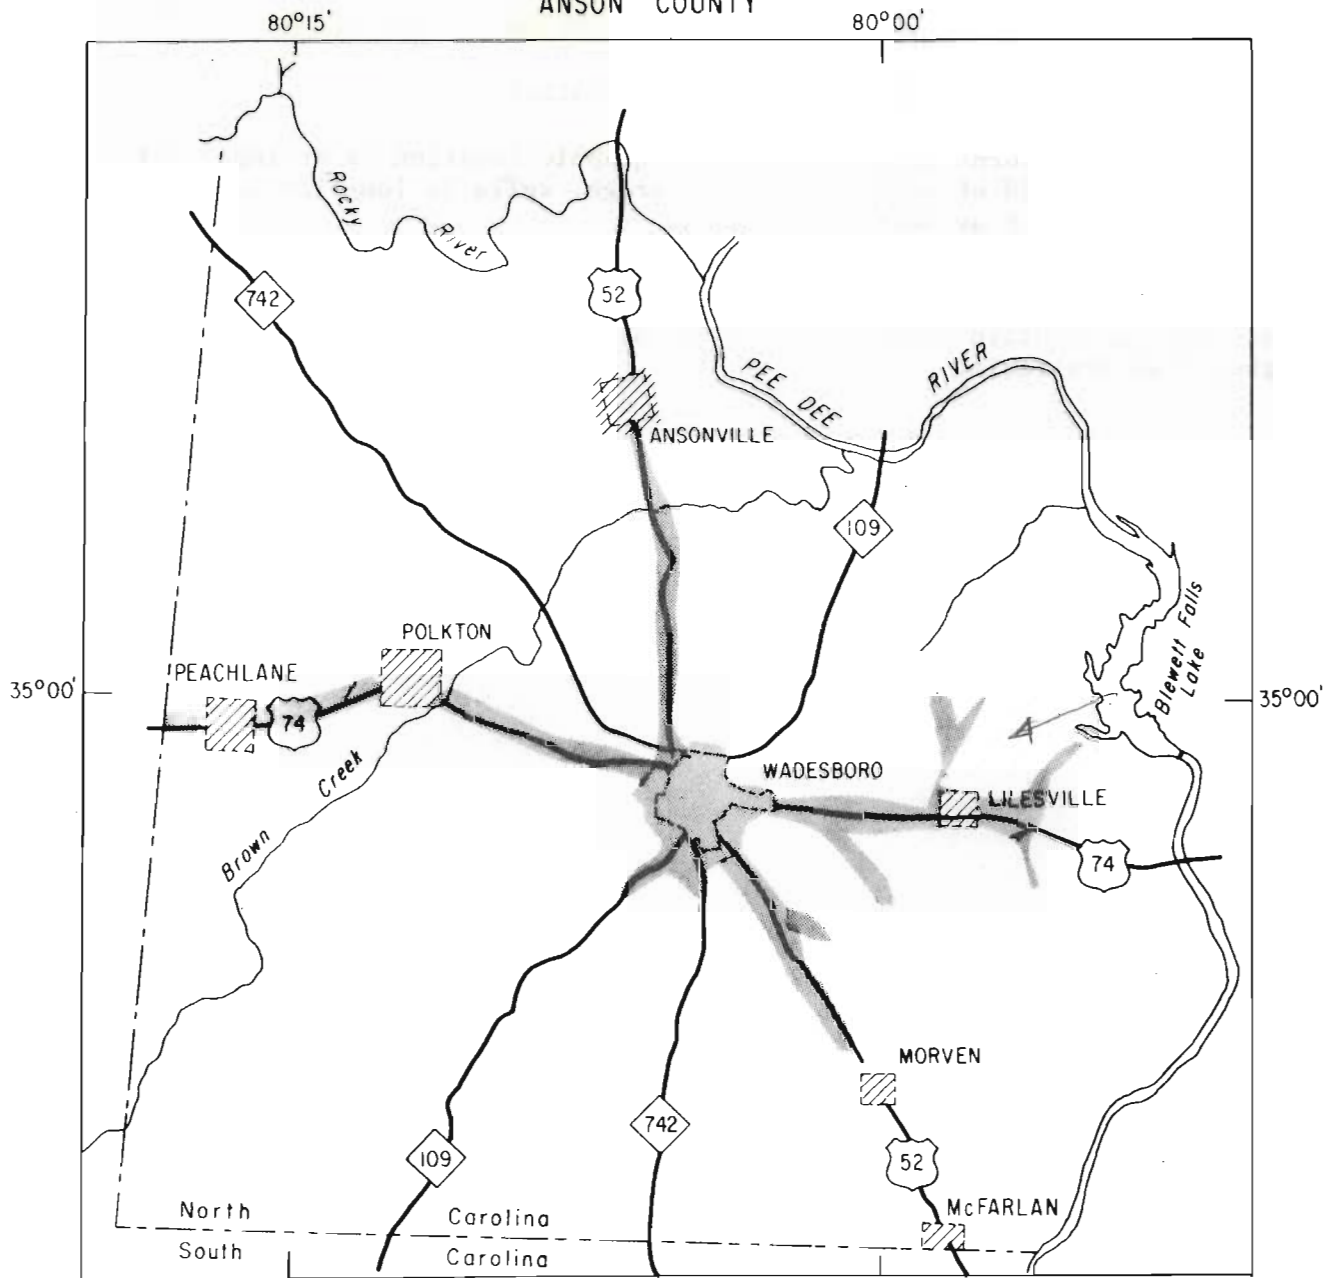 ANSON COUNTY
80°15'
80°00'
Rocky
River
742
52
PEE DEE
RIVER
ANSONVILLE
109
POLKTON
PEACHLANE
35°00'
74
Blewett Falls
Lake
35°00'
WADESBORO
Creek
LILESVILLE
Brown
74
MORVEN
742
109
52
McFARLAN
North
Carolina
South
Carolina